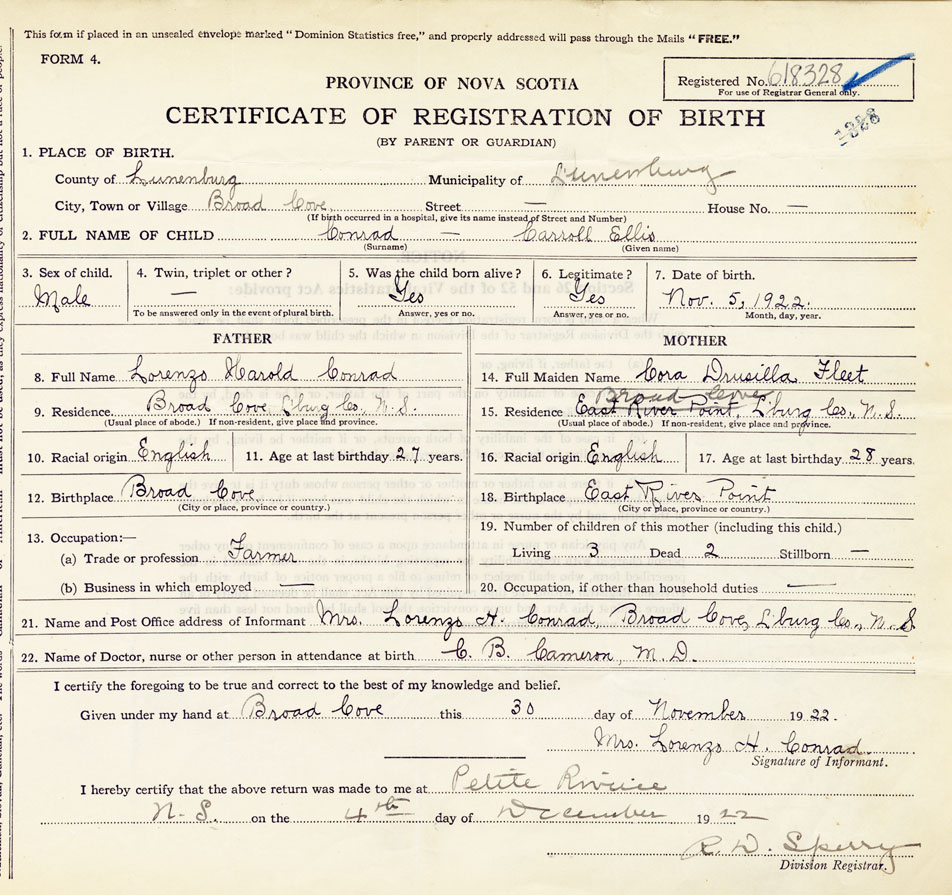 This form if placed in an unsealed envelope marked "Dominion Statistics free," and properly addressed will pass through the Mails "FREE."
FORM 4.
Registered No. 618328
For use of Registrar General only.
PROVINCE OF NOVA SCOTIA
CERTIFICATE OF REGISTRATION OF BIRTH
(BY PARENT OR GUARDIAN)
1. PLACE OF BIRTH.
County of Lunenburg Municipality of Lunenburg
City, Town or Village Broad Cove Street — House No. —
(If birth occurred in a hospital, give its name instead of Street and Number)
2. FULL NAME OF CHILD Conrad — Carroll Ellis
(Surname) (Given name)
3. Sex of child. 4. Twin, triplet or other? 5. Was the child born alive? 6. Legitimate? 7. Date of birth.
Male — Yes Yes Nov. 5, 1922.
To be answered only in the event of plural birth. Answer, yes or no. Answer, yes or no. Month, day, year.
FATHER MOTHER
8. Full Name Lorenzo Harold Conrad 14. Full Maiden Name Cora Drusilla Fleet
Broad Cove
9. Residence. Broad Cove, L'burg Co., N.S. 15. Residence East River Point, L'burg Co., N.S.
(Usual place of abode.) If non-resident, give place and province. (Usual place of abode.) If non-resident, give place and province.
10. Racial origin English 11. Age at last birthday 27 years. 16. Racial origin English 17. Age at last birthday 28 years.
12. Birthplace Broad Cove 18. Birthplace East River Point
(City or place, province or country.) (City or place, province or country.)
13. Occupation:— 19. Number of children of this mother (including this child.)
(a) Trade or profession Farmer Living 3 Dead 2 Stillborn —
(b) Business in which employed — 20. Occupation, if other than household duties —
21. Name and Post Office address of Informant Mrs. Lorenzo H. Conrad, Broad Cove, L'burg Co., N.S.
22. Name of Doctor, nurse or other person in attendance at birth C. B. Cameron, M.D.
I certify the foregoing to be true and correct to the best of my knowledge and belief.
Given under my hand at Broad Cove this 30 day of November 1922.
Mrs. Lorenzo H. Conrad.
Signature of Informant.
I hereby certify that the above return was made to me at Petite Riviere
N.S. on the 4th day of December 1922
R. D. Sperry
Division Registrar.